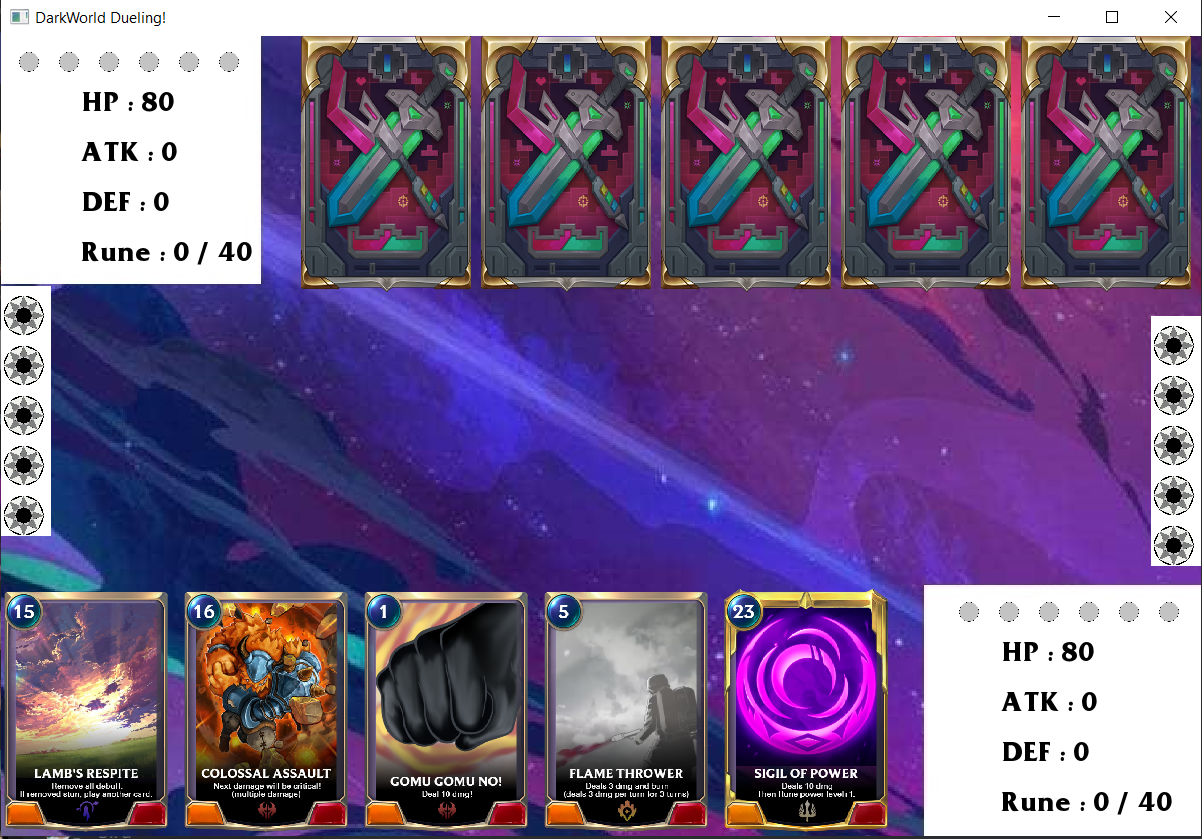 DarkWorld Dueling!
HP : 80
ATK : 0
DEF : 0
Rune : 0 / 40
15
LAMB'S RESPITE
Remove all debuff.
If removed stun, play another card.
16
COLOSSAL ASSAULT
Next damage will be critical!
(multiple damage)
1
GOMU GOMU NO!
Deal 10 dmg!
5
FLAME THROWER
Deals 3 dmg and burn
(deals 3 dmg per turn for 3 turns)
23
SIGIL OF POWER
Deals 10 dmg
Then Rune power level+1.
HP : 80
ATK : 0
DEF : 0
Rune : 0 / 40